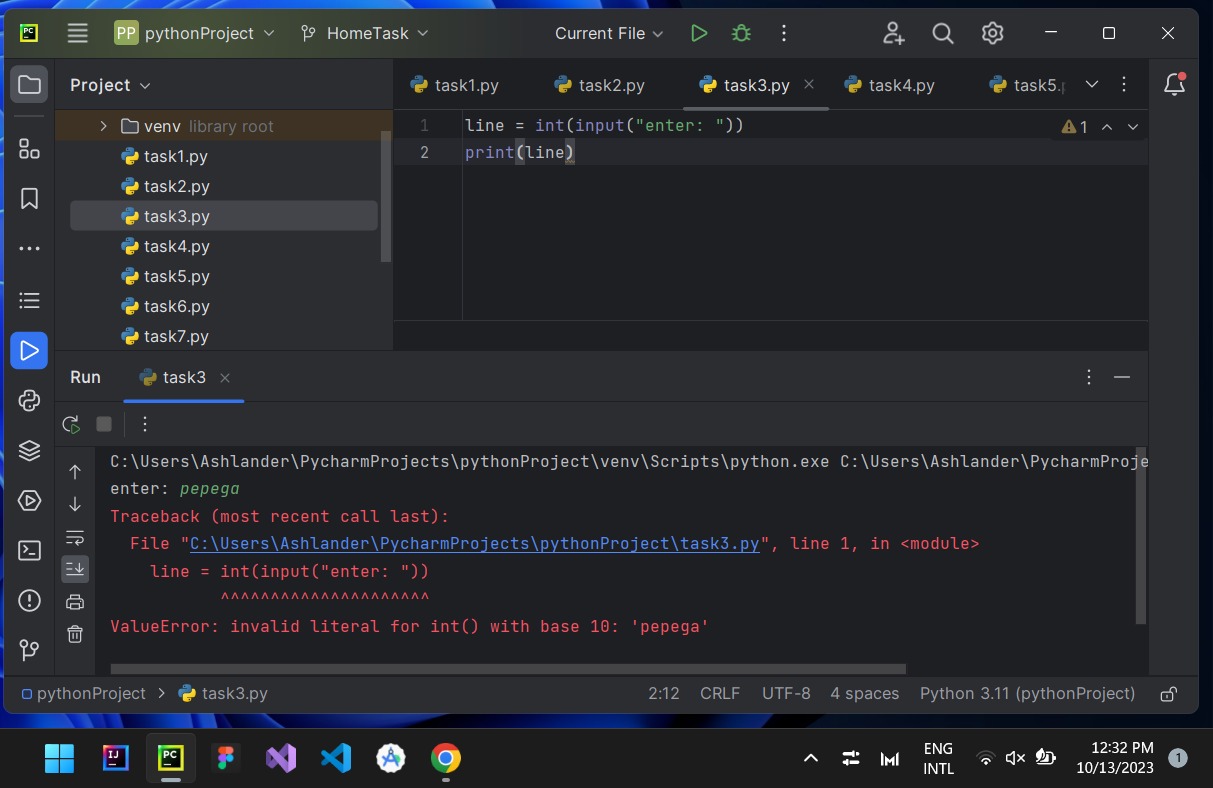 PC PP pythonProject HomeTask Current File
Project
task1.py task2.py task3.py task4.py task5.p
venv library root
task1.py
task2.py
task3.py
task4.py
task5.py
task6.py
task7.py
1 line = int(input("enter: "))
2 print(line)
1
Run task3
C:\Users\Ashlander\PycharmProjects\pythonProject\venv\Scripts\python.exe C:\Users\Ashlander\PycharmProje
enter: pepega
Traceback (most recent call last):
File "C:\Users\Ashlander\PycharmProjects\pythonProject\task3.py", line 1, in <module>
line = int(input("enter: "))
^^^^^^^^^^^^^^^^^^^^^
ValueError: invalid literal for int() with base 10: 'pepega'
pythonProject > task3.py 2:12 CRLF UTF-8 4 spaces Python 3.11 (pythonProject)
IJ PC
ENG
INTL
12:32 PM
10/13/2023
1